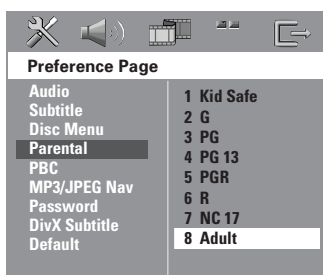 Preference Page
Audio
Subtitle
Disc Menu
Parental
PBC
MP3/JPEG Nav
Password
DivX Subtitle
Default
1 Kid Safe
2 G
3 PG
4 PG 13
5 PGR
6 R
7 NC 17
8 Adult